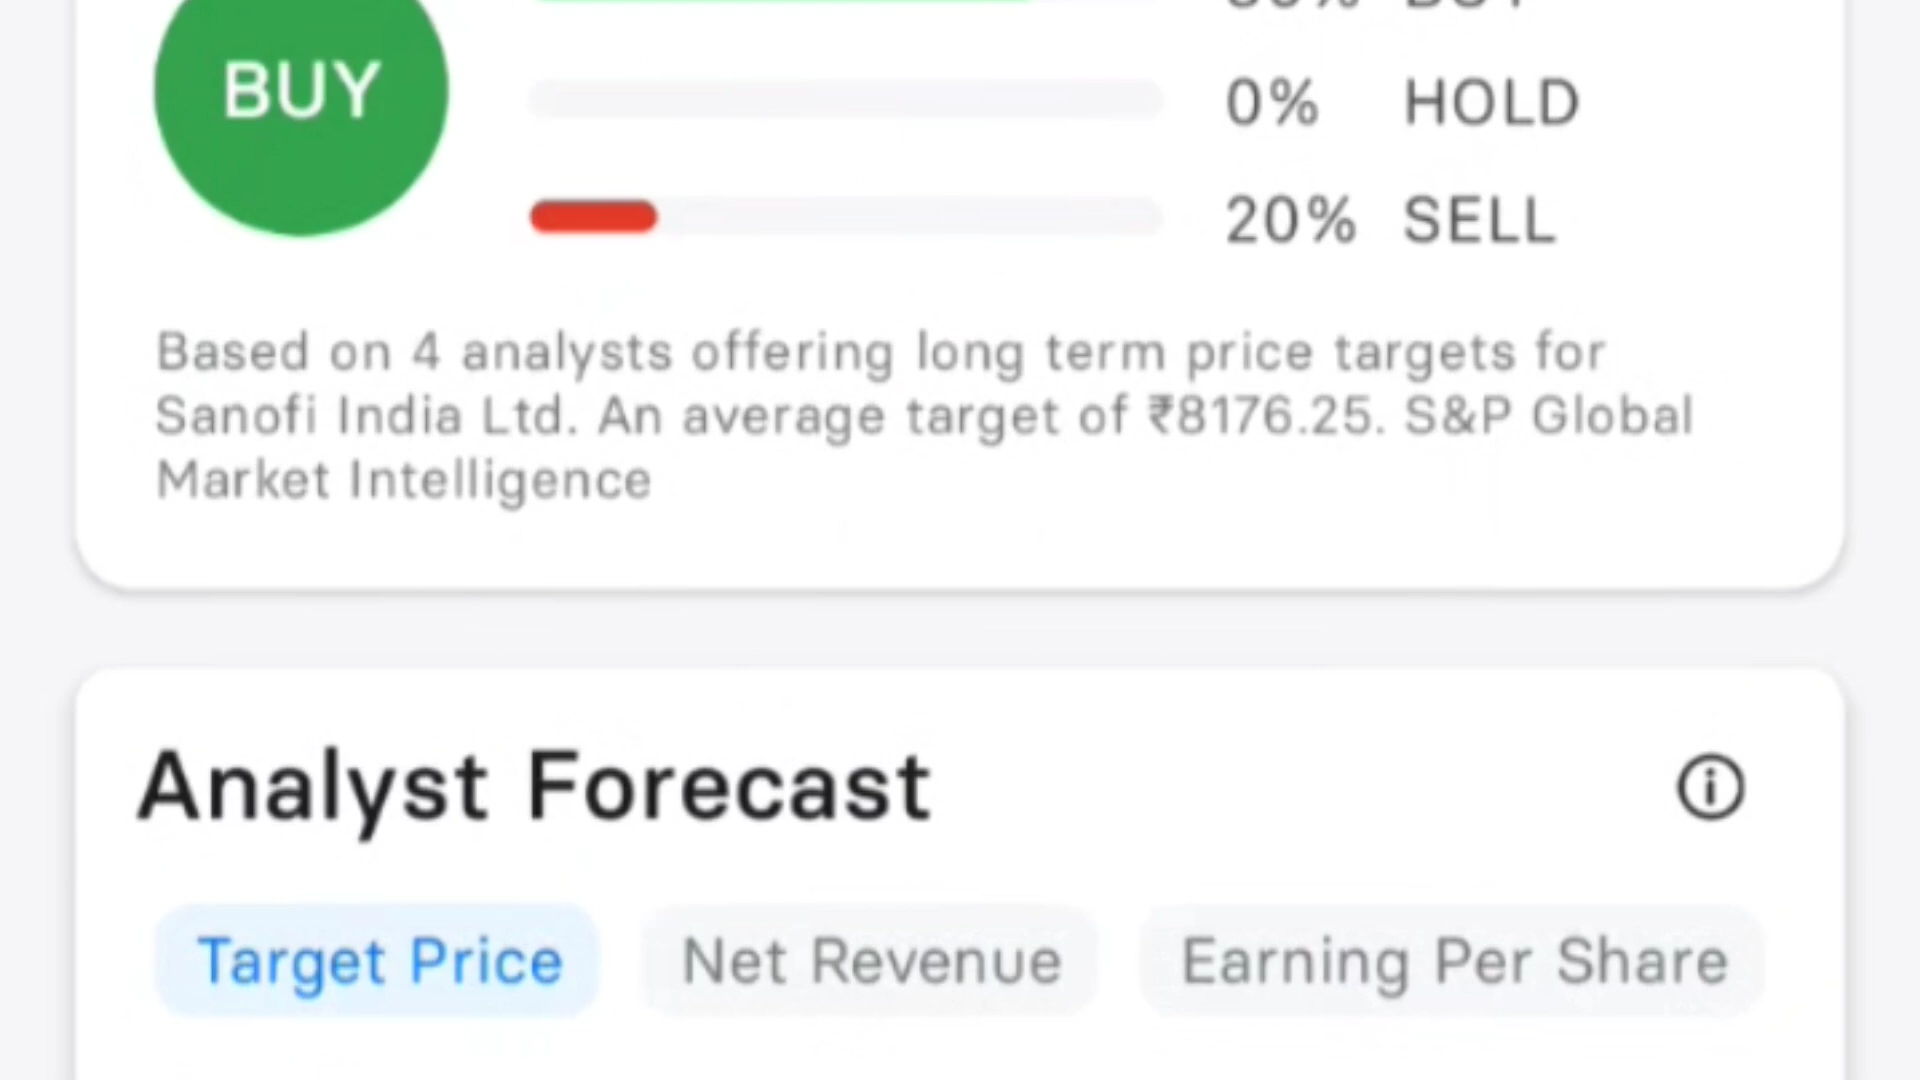 BUY
0% HOLD
20% SELL
Based on 4 analysts offering long term price targets for
Sanofi India Ltd. An average target of ₹8176.25. S&P Global
Market Intelligence
Analyst Forecast
Target Price Net Revenue Earning Per Share